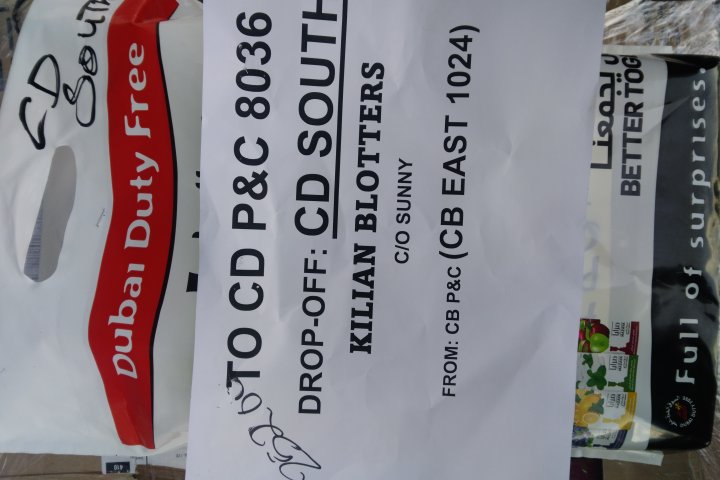 CD
SOUTH
Dubai Duty Free
TO CD P&C 8036
DROP-OFF: CD SOUTH
KILIAN BLOTTERS
C/O SUNNY
FROM: CB P&C (CB EAST 1024)
BETTER TOG
Full of surprises.